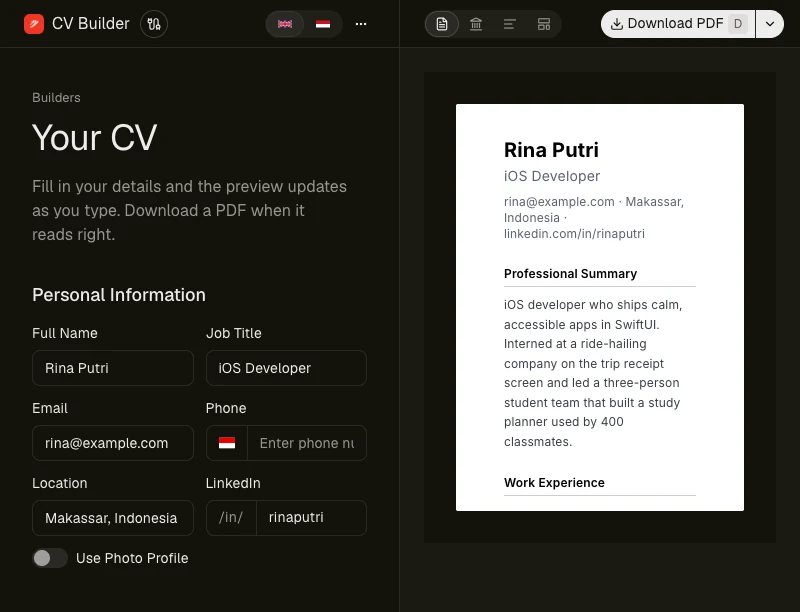 CV Builder
Download PDF D
Builders
Your CV
Fill in your details and the preview updates
as you type. Download a PDF when it
reads right.
Personal Information
Full Name
Job Title
Rina Putri
iOS Developer
Email
Phone
rina@example.com
Enter phone nu
Location
LinkedIn
Makassar, Indonesia
/in/ rinaputri
Use Photo Profile
Rina Putri
iOS Developer
rina@example.com · Makassar,
Indonesia ·
linkedin.com/in/rinaputri
Professional Summary
iOS developer who ships calm,
accessible apps in SwiftUI.
Interned at a ride-hailing
company on the trip receipt
screen and led a three-person
student team that built a study
planner used by 400
classmates.
Work Experience